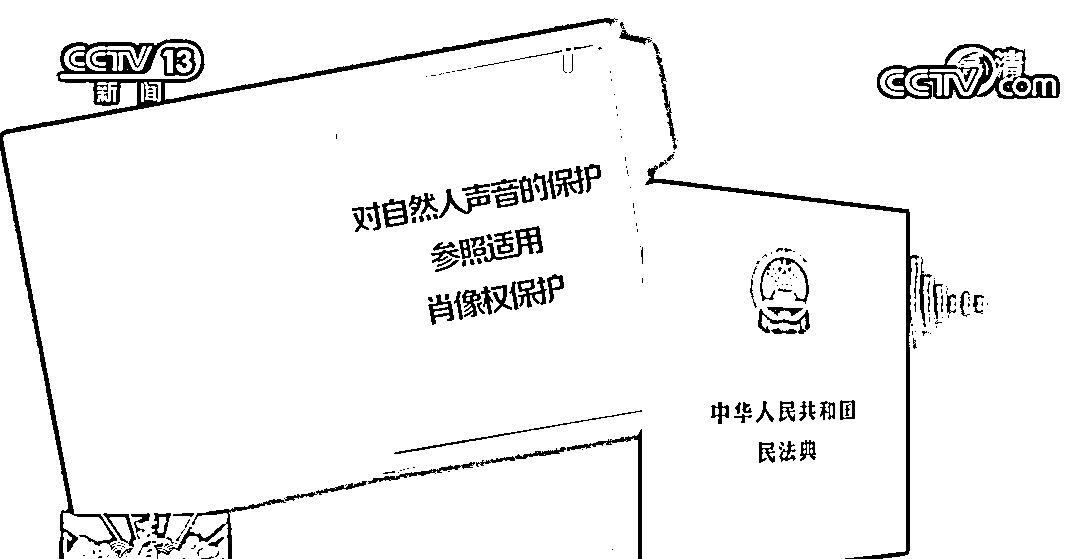 CCTV 13
新闻
高清
CCTV.com
对自然人声音的保护
参照适用
肖像权保护
中华人民共和国
民法典